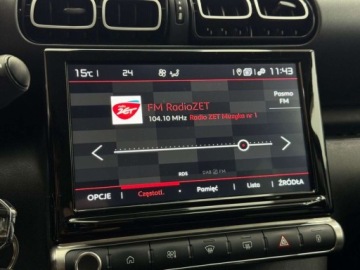 15°C 24 11:43
FM RadioZET
104.10 MHz Radio ZET Muzyka nr 1
Pasmo
FM
RDS
OPCJE Częstotl. Pamięć Lista ŹRÓDŁA